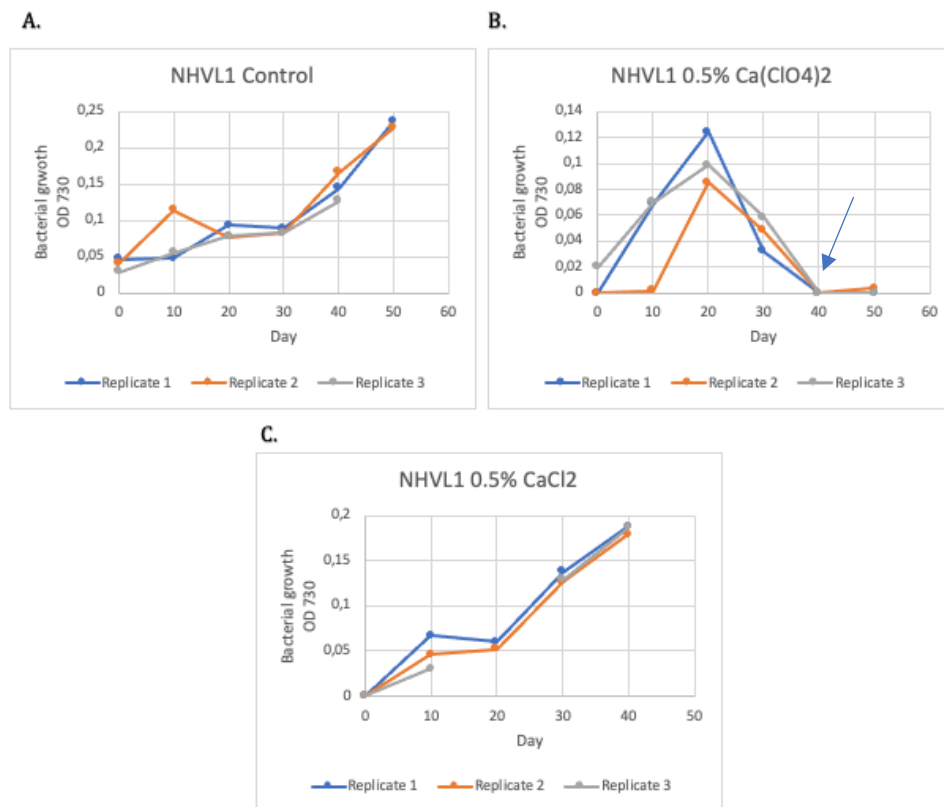 A.
NHVL1 Control
0,25
0,2
0,15
0,1
0,05
0
Bacterial grwoth
OD 730
0 10 20 30 40 50 60
Day
Replicate 1 Replicate 2 Replicate 3
B.
NHVL1 0.5% Ca(ClO4)2
0,14
0,12
0,1
0,08
0,06
0,04
0,02
0
Bacterial growth
OD 730
0 10 20 30 40 50 60
Day
Replicate 1 Replicate 2 Replicate 3
C.
NHVL1 0.5% CaCl2
0,2
0,15
0,1
0,05
0
Bacterial growth
OD 730
0 10 20 30 40 50
Day
Replicate 1 Replicate 2 Replicate 3